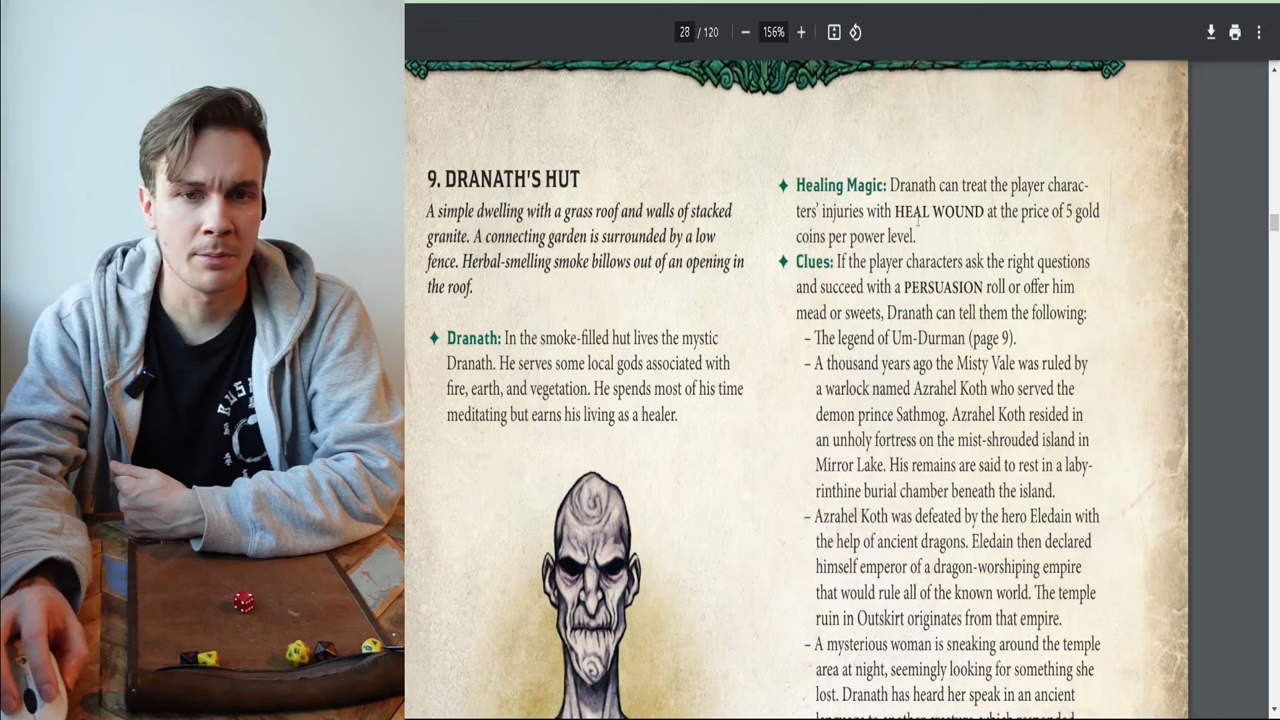 28 / 120
156%
9. DRANATH'S HUT
A simple dwelling with a grass roof and walls of stacked
granite. A connecting garden is surrounded by a low
fence. Herbal-smelling smoke billows out of an opening in
the roof.
Dranath: In the smoke-filled hut lives the mystic
Dranath. He serves some local gods associated with
fire, earth, and vegetation. He spends most of his time
meditating but earns his living as a healer.
Healing Magic: Dranath can treat the player charac-
ters' injuries with HEAL WOUND at the price of 5 gold
coins per power level.
Clues: If the player characters ask the right questions
and succeed with a PERSUASION roll or offer him
mead or sweets, Dranath can tell them the following:
– The legend of Um-Durman (page 9).
– A thousand years ago the Misty Vale was ruled by
a warlock named Azrahel Koth who served the
demon prince Sathmog. Azrahel Koth resided in
an unholy fortress on the mist-shrouded island in
Mirror Lake. His remains are said to rest in a laby-
rinthine burial chamber beneath the island.
– Azrahel Koth was defeated by the hero Eledain with
the help of ancient dragons. Eledain then declared
himself emperor of a dragon-worshiping empire
that would rule all of the known world. The temple
ruin in Outskirt originates from that empire.
– A mysterious woman is sneaking around the temple
area at night, seemingly looking for something she
lost. Dranath has heard her speak in an ancient